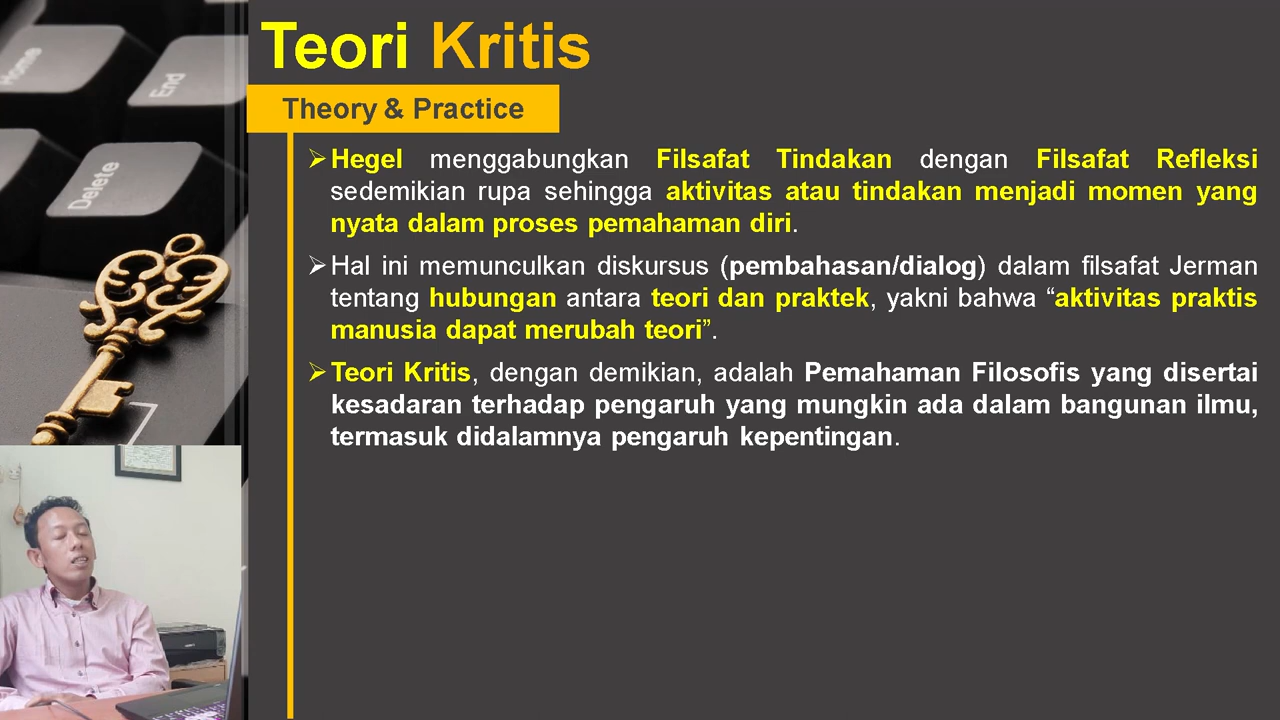 Home
End
Delete
Teori Kritis
Theory & Practice
➢Hegel menggabungkan Filsafat Tindakan dengan Filsafat Refleksi
sedemikian rupa sehingga aktivitas atau tindakan menjadi momen yang
nyata dalam proses pemahaman diri.
➢Hal ini memunculkan diskursus (pembahasan/dialog) dalam filsafat Jerman
tentang hubungan antara teori dan praktek, yakni bahwa “aktivitas praktis
manusia dapat merubah teori”.
➢Teori Kritis, dengan demikian, adalah Pemahaman Filosofis yang disertai
kesadaran terhadap pengaruh yang mungkin ada dalam bangunan ilmu,
termasuk didalamnya pengaruh kepentingan.